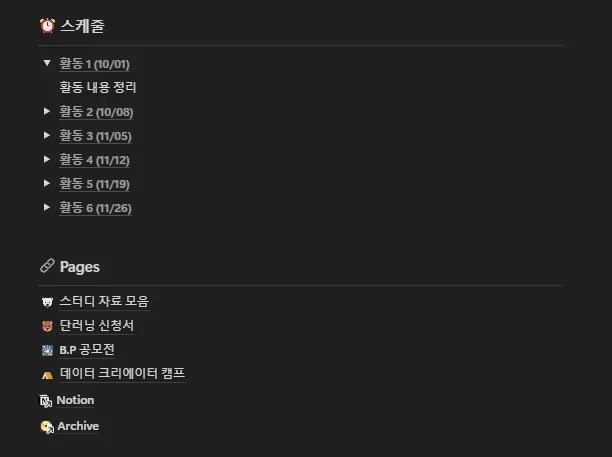 스케줄
활동 1 (10/01)
활동 내용 정리
활동 2 (10/08)
활동 3 (11/05)
활동 4 (11/12)
활동 5 (11/19)
활동 6 (11/26)
Pages
스터디 자료 모음
단러닝 신청서
B.P 공모전
데이터 크리에이터 캠프
Notion
Archive